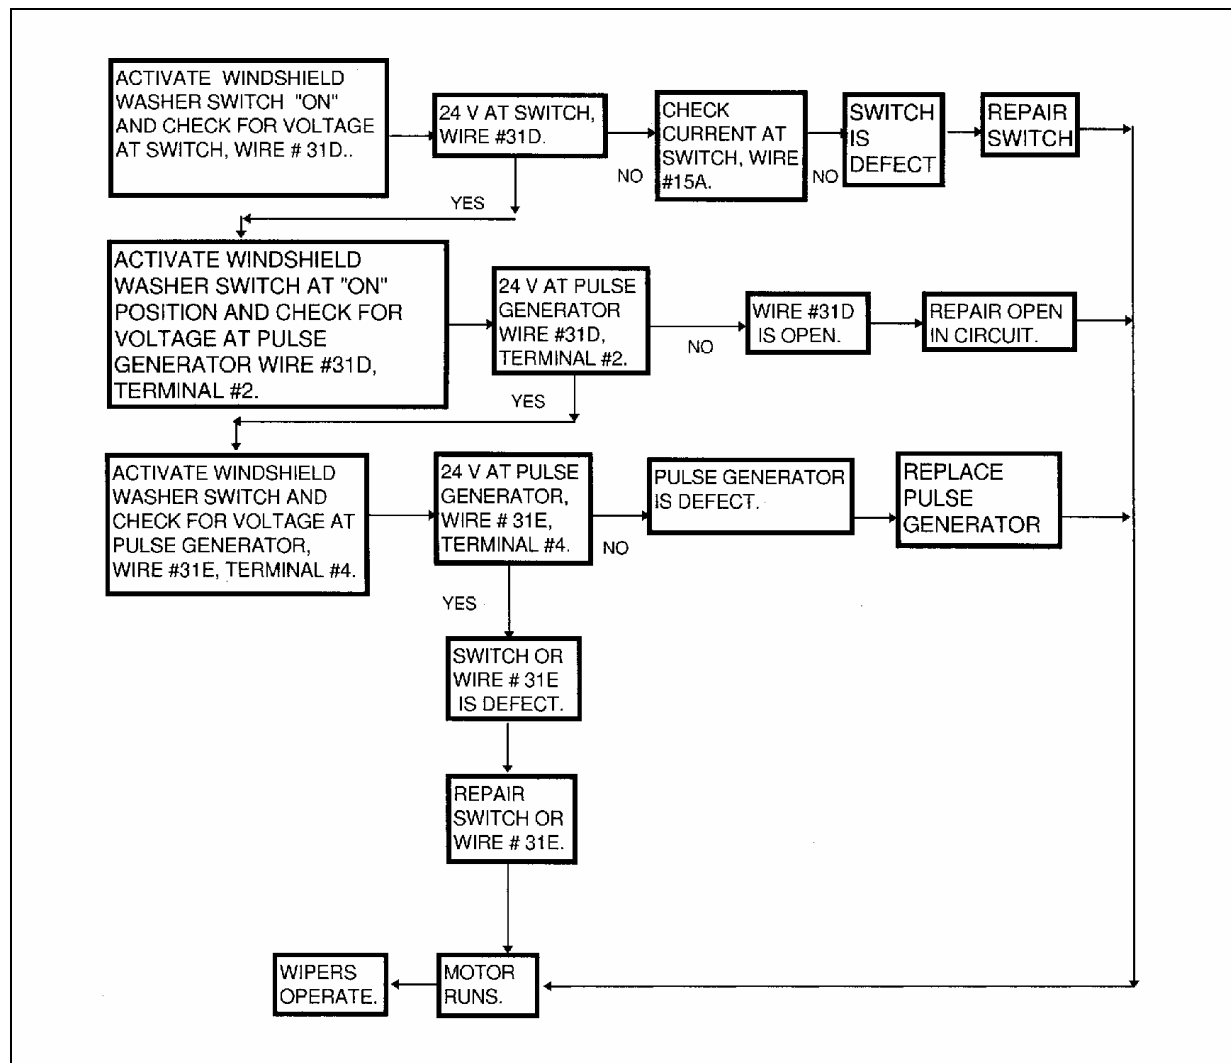 ACTIVATE WINDSHIELD
WASHER SWITCH "ON"
AND CHECK FOR VOLTAGE
AT SWITCH, WIRE # 31D..
24 V AT SWITCH,
WIRE #31D.
NO
CHECK
CURRENT AT
SWITCH, WIRE
#15A.
NO
SWITCH
IS
DEFECT
REPAIR
SWITCH
YES
ACTIVATE WINDSHIELD
WASHER SWITCH AT "ON"
POSITION AND CHECK FOR
VOLTAGE AT PULSE
GENERATOR WIRE #31D,
TERMINAL #2.
24 V AT PULSE
GENERATOR
WIRE #31D,
TERMINAL #2.
NO
WIRE #31D
IS OPEN.
REPAIR OPEN
IN CIRCUIT.
YES
ACTIVATE WINDSHIELD
WASHER SWITCH AND
CHECK FOR VOLTAGE AT
PULSE GENERATOR,
WIRE #31E, TERMINAL #4.
24 V AT PULSE
GENERATOR,
WIRE # 31E,
TERMINAL #4.
NO
PULSE GENERATOR
IS DEFECT.
REPLACE
PULSE
GENERATOR
YES
SWITCH OR
WIRE # 31E
IS DEFECT.
REPAIR
SWITCH OR
WIRE # 31E.
WIPERS
OPERATE.
MOTOR
RUNS.